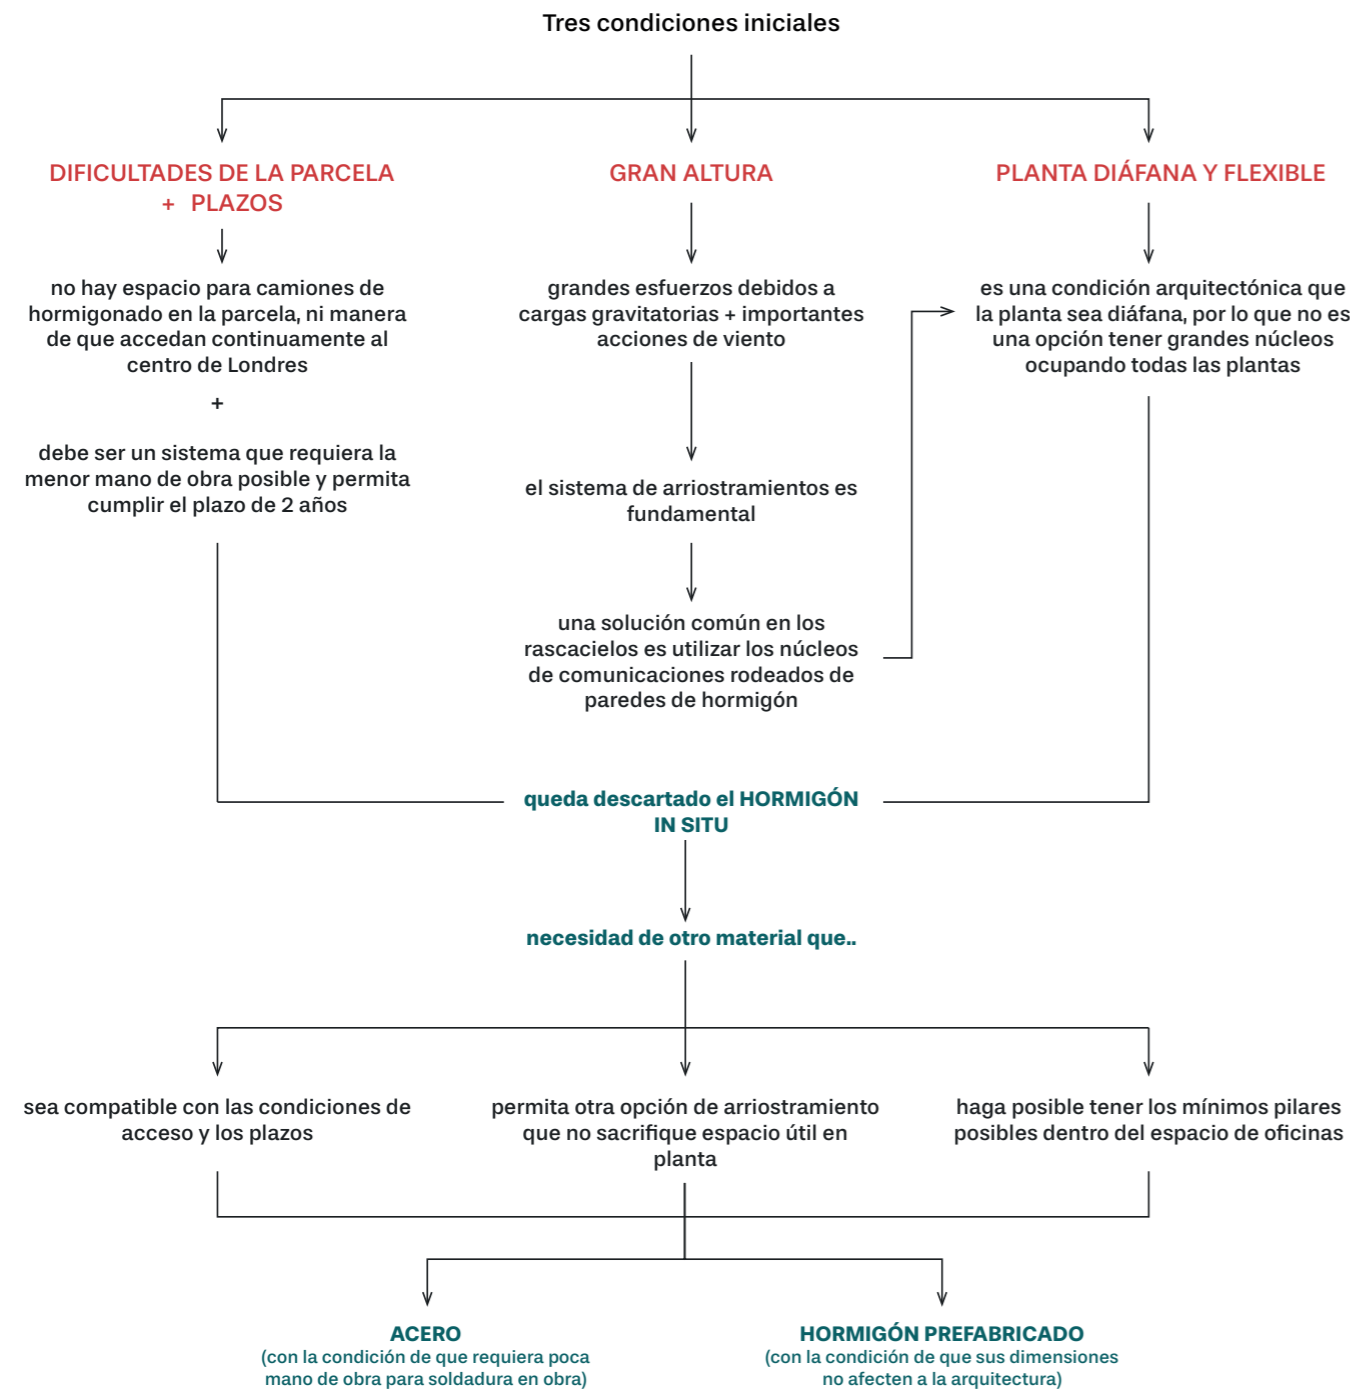 Tres condiciones iniciales
DIFICULTADES DE LA PARCELA
+ PLAZOS
no hay espacio para camiones de
hormigonado en la parcela, ni manera
de que accedan continuamente al
centro de Londres
+
debe ser un sistema que requiera la
menor mano de obra posible y permita
cumplir el plazo de 2 años
GRAN ALTURA
grandes esfuerzos debidos a
cargas gravitatorias + importantes
acciones de viento
el sistema de arriostramientos es
fundamental
una solución común en los
rascacielos es utilizar los núcleos
de comunicaciones rodeados de
paredes de hormigón
PLANTA DIÁFANA Y FLEXIBLE
es una condición arquitectónica que
la planta sea diáfana, por lo que no es
una opción tener grandes núcleos
ocupando todas las plantas
queda descartado el HORMIGÓN
IN SITU
necesidad de otro material que..
sea compatible con las condiciones de
acceso y los plazos
permita otra opción de arriostramiento
que no sacrifique espacio útil en
planta
haga posible tener los mínimos pilares
posibles dentro del espacio de oficinas
ACERO
(con la condición de que requiera poca
mano de obra para soldadura en obra)
HORMIGÓN PREFABRICADO
(con la condición de que sus dimensiones
no afecten a la arquitectura)